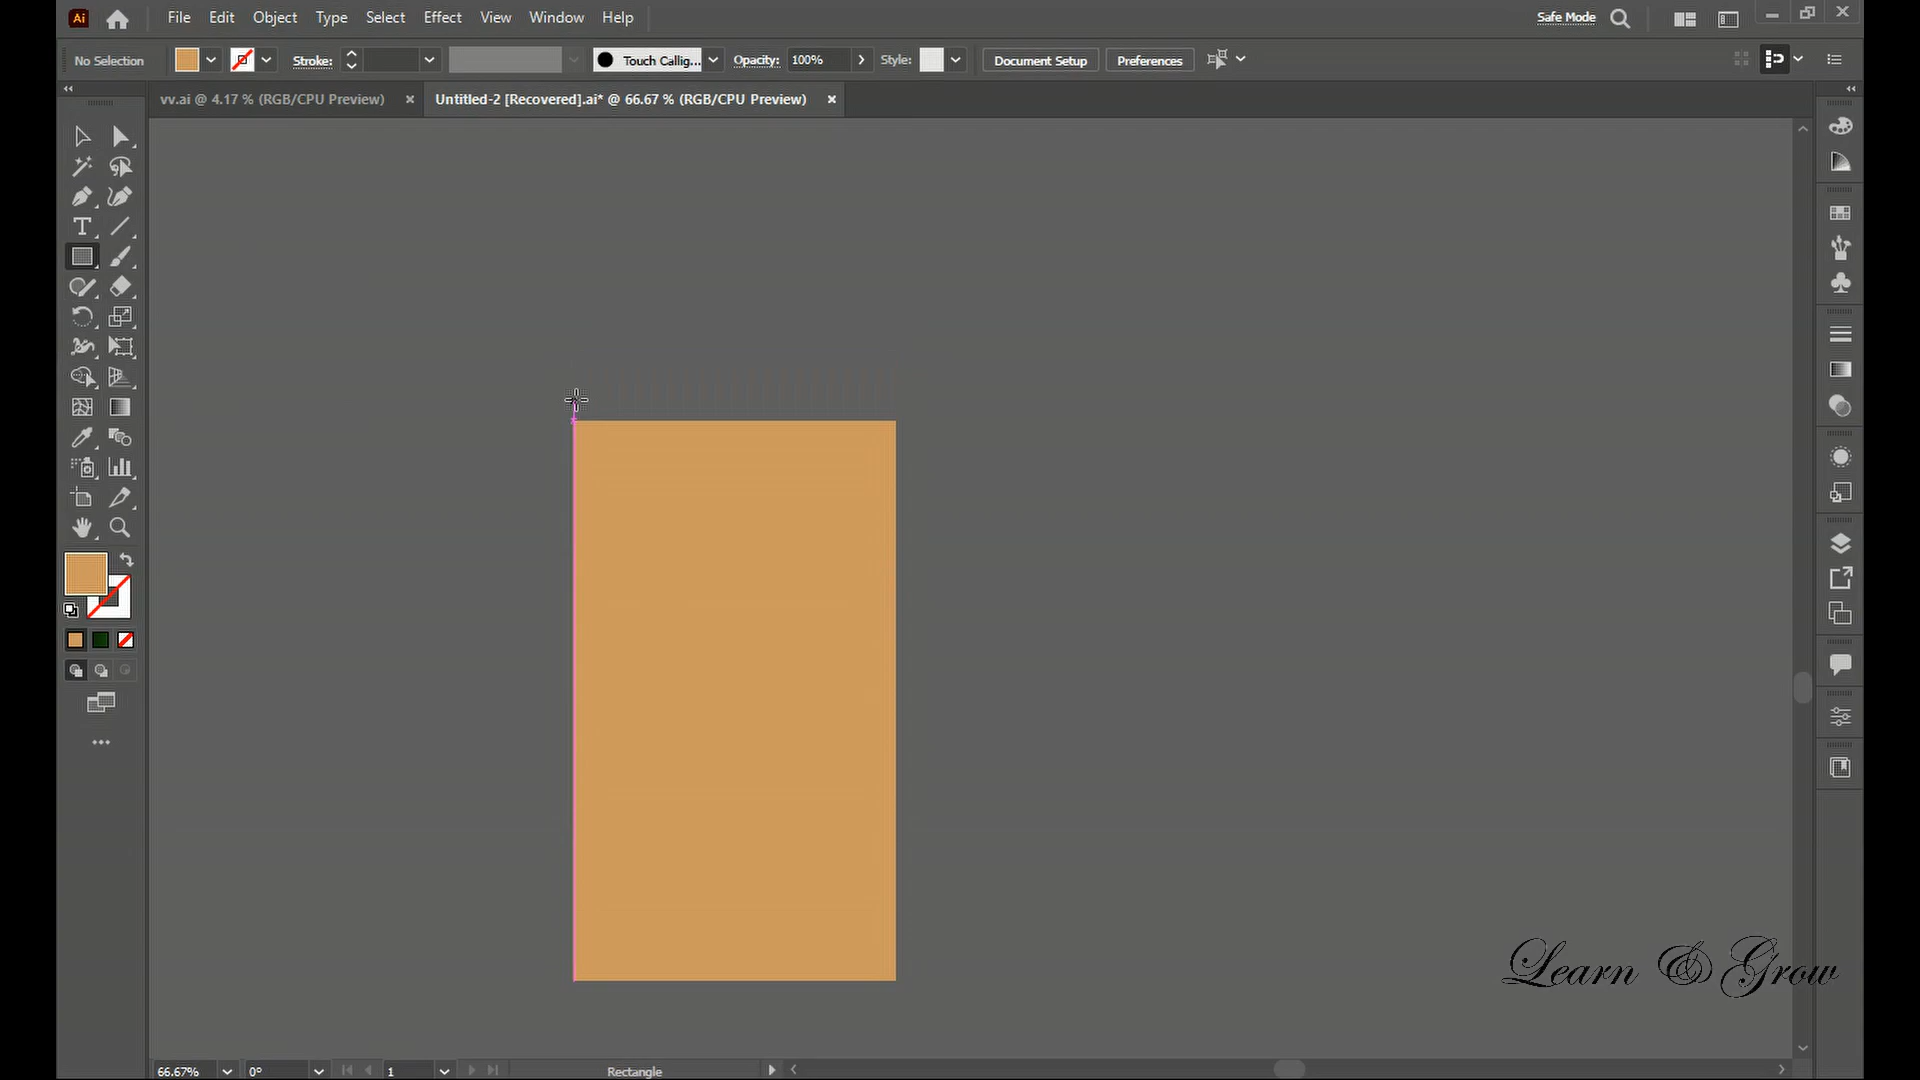 Ai File Edit Object Type Select Effect View Window Help Safe Mode
No Selection Stroke: Touch Callig... Opacity: 100% Style: Document Setup Preferences
vv.ai @ 4.17 % (RGB/CPU Preview) Untitled-2 [Recovered].ai* @ 66.67 % (RGB/CPU Preview)
Learn & Grow
66.67% 0° 1 Rectangle